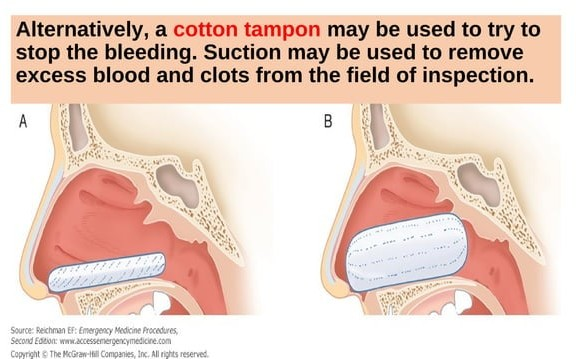 Alternatively, a cotton tampon may be used to try to
stop the bleeding. Suction may be used to remove
excess blood and clots from the field of inspection.
A
B
Source: Reichman EF: Emergency Medicine Procedures,
Second Edition: www.accessemergencymedicine.com
Copyright © The McGraw-Hill Companies, Inc. All rights reserved.